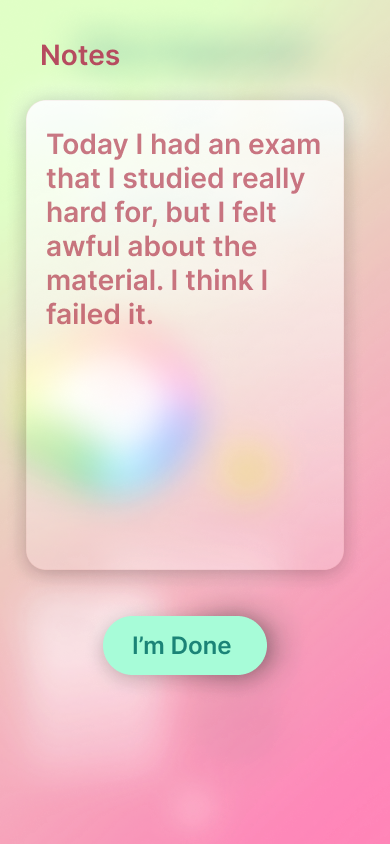 Notes
Today I had an exam
that I studied really
hard for, but I felt
awful about the
material. I think I
failed it.
I’m Done